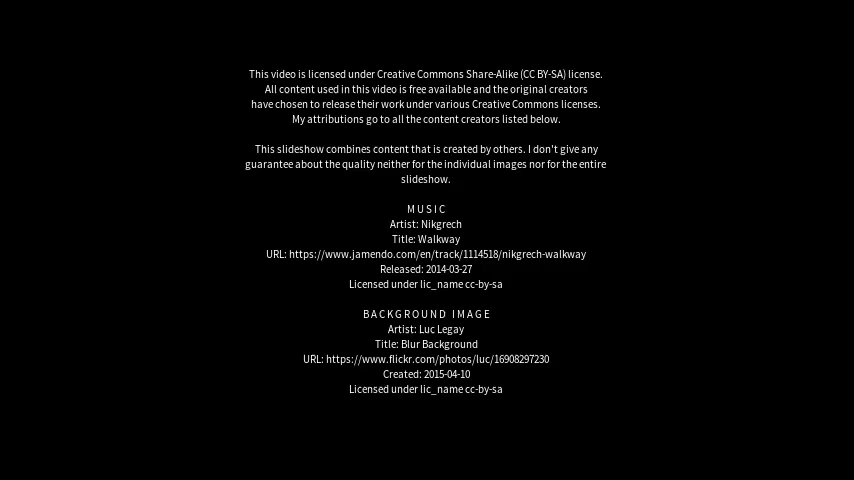 This video is licensed under Creative Commons Share-Alike (CC BY-SA) license.
All content used in this video is free available and the original creators
have chosen to release their work under various Creative Commons licenses.
My attributions go to all the content creators listed below.
This slideshow combines content that is created by others. I don't give any
guarantee about the quality neither for the individual images nor for the entire
slideshow.
MUSIC
Artist: Nikgrech
Title: Walkway
URL: https://www.jamendo.com/en/track/1114518/nikgrech-walkway
Released: 2014-03-27
Licensed under lic_name cc-by-sa
BACKGROUND IMAGE
Artist: Luc Legay
Title: Blur Background
URL: https://www.flickr.com/photos/luc/16908297230
Created: 2015-04-10
Licensed under lic_name cc-by-sa